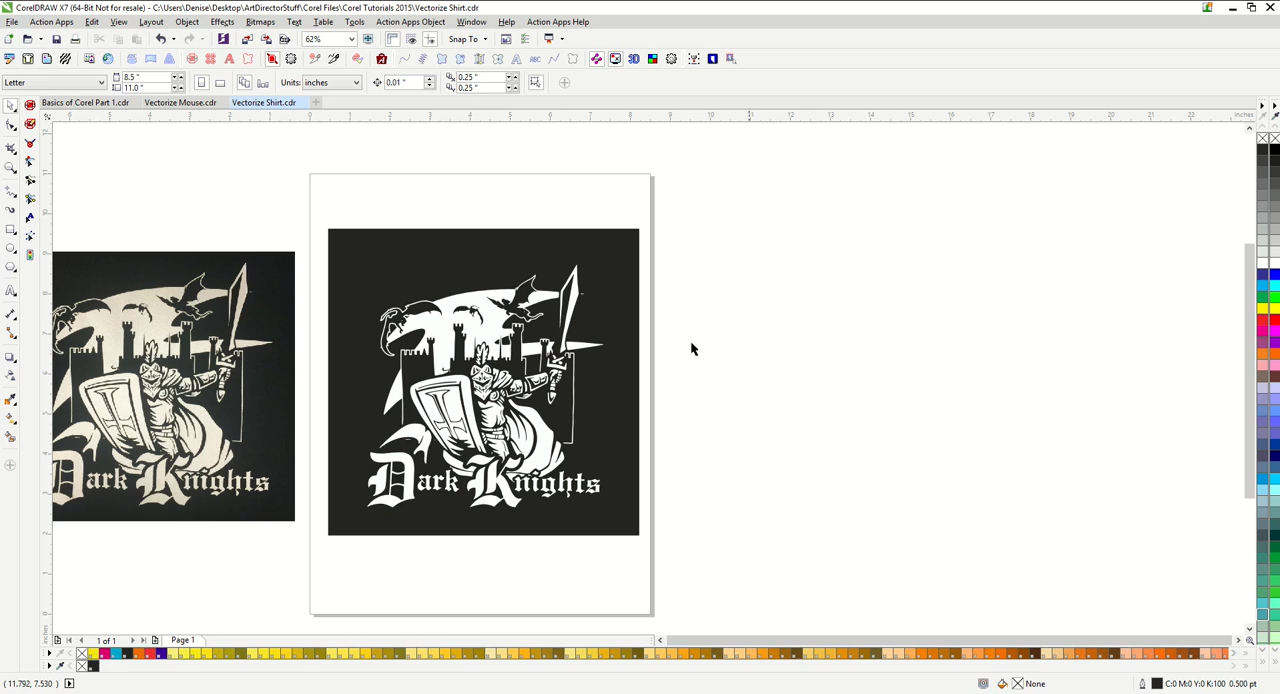 CorelDRAW X7 (64-Bit Not for resale) - C:\Users\Denise\Desktop\ArtDirectorStuff\Corel Files\Corel Tutorials 2015\Vectorize Shirt.cdr
File Action Apps Edit View Layout Object Effects Bitmaps Text Table Tools Action Apps Object Window Help Action Apps Help
62% Snap To
Letter 8.5 " 11.0 " Units: inches 0.01 " 0.25 " 0.25 "
Basics of Corel Part 1.cdr Vectorize Mouse.cdr Vectorize Shirt.cdr
inches
Dark Knights
Dark Knights
1 of 1 Page 1
( 11.792, 7.530 ) None C:0 M:0 Y:0 K:100 0.500 pt